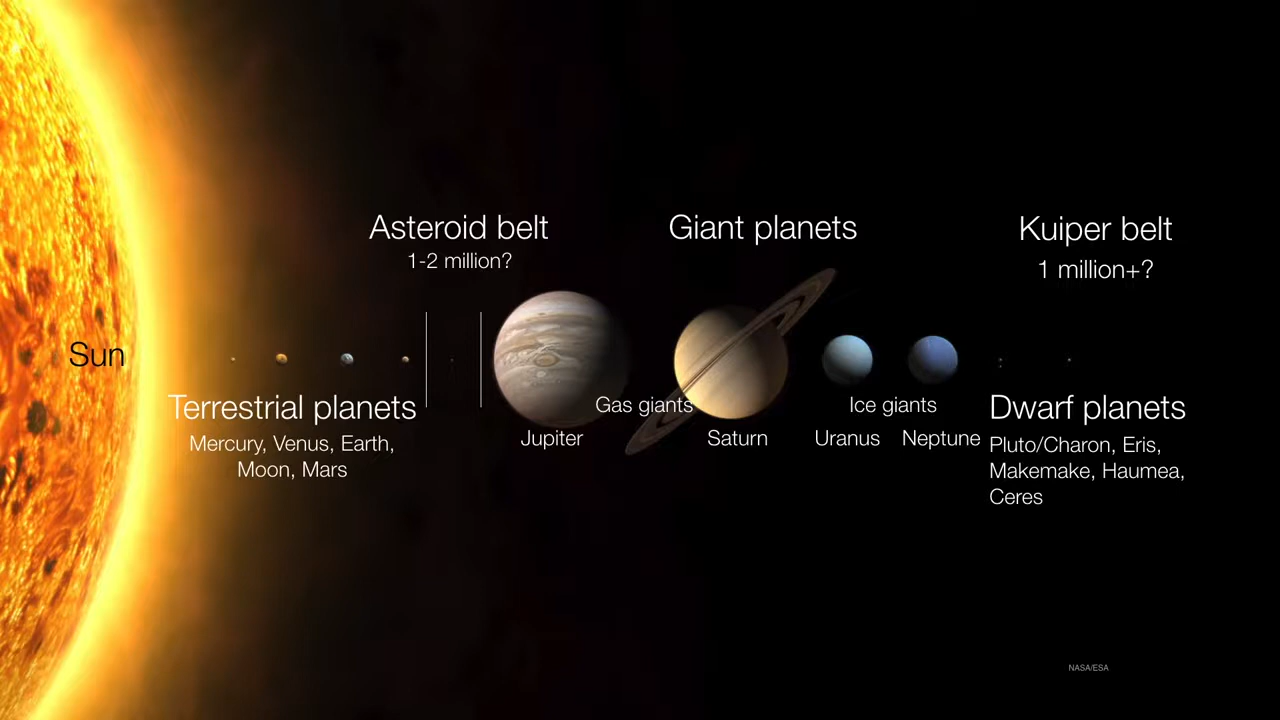 Asteroid belt
1-2 million?
Giant planets
Kuiper belt
1 million+?
Sun
Terrestrial planets
Mercury, Venus, Earth,
Moon, Mars
Gas giants
Jupiter
Saturn
Ice giants
Uranus
Neptune
Dwarf planets
Pluto/Charon, Eris,
Makemake, Haumea,
Ceres
NASA/ESA